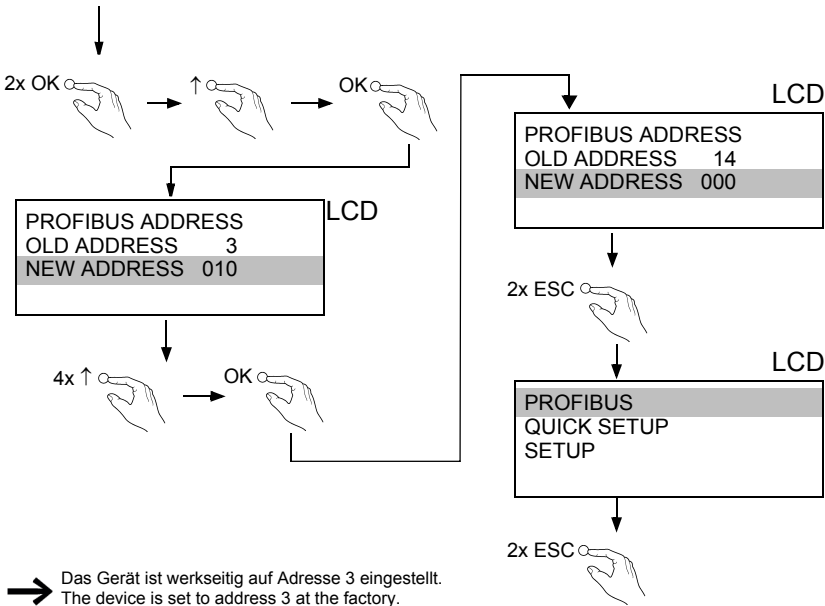 2x OK
↑
OK
LCD
PROFIBUS ADDRESS
OLD ADDRESS 3
NEW ADDRESS 010
4x ↑
OK
LCD
PROFIBUS ADDRESS
OLD ADDRESS 14
NEW ADDRESS 000
2x ESC
LCD
PROFIBUS
QUICK SETUP
SETUP
2x ESC
Das Gerät ist werkseitig auf Adresse 3 eingestellt.
The device is set to address 3 at the factory.